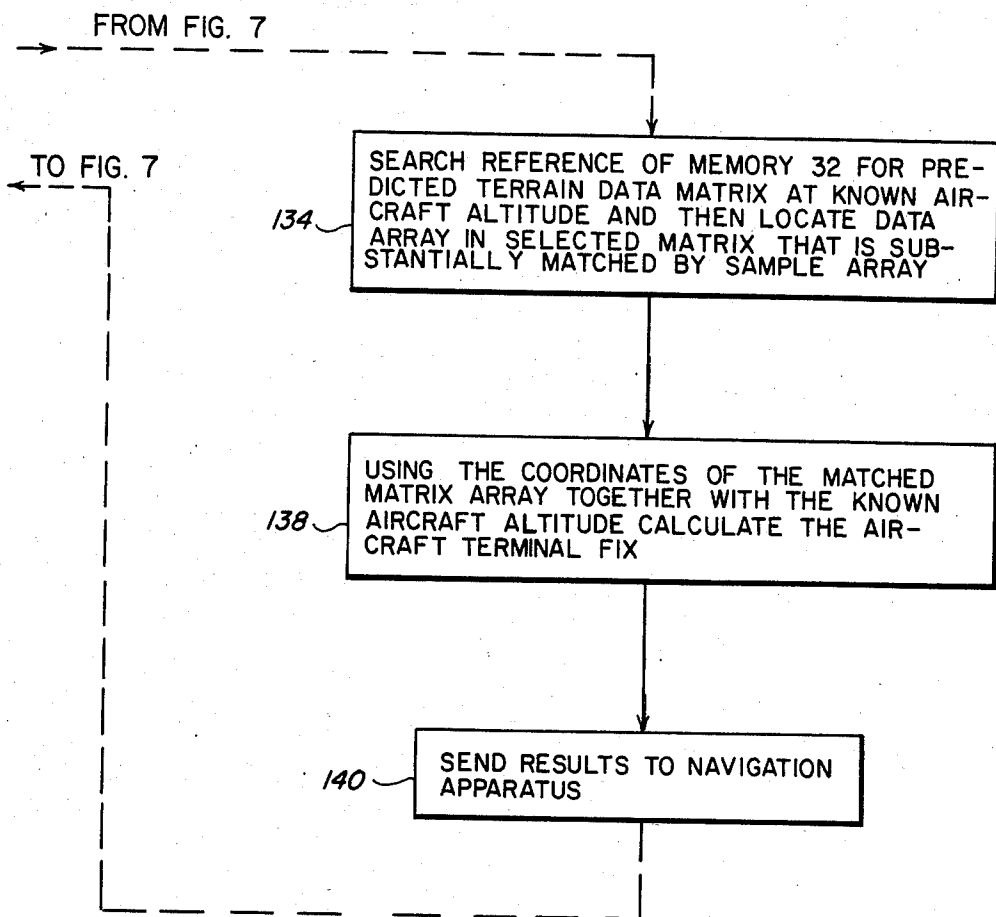 FROM FIG. 7
TO FIG. 7
134
SEARCH REFERENCE OF MEMORY 32 FOR PRE-
DICTED TERRAIN DATA MATRIX AT KNOWN AIR-
CRAFT ALTITUDE AND THEN LOCATE DATA
ARRAY IN SELECTED MATRIX THAT IS SUB-
STANTIALLY MATCHED BY SAMPLE ARRAY
138
USING THE COORDINATES OF THE MATCHED
MATRIX ARRAY TOGETHER WITH THE KNOWN
AIRCRAFT ALTITUDE CALCULATE THE AIR-
CRAFT TERMINAL FIX
140
SEND RESULTS TO NAVIGATION
APPARATUS